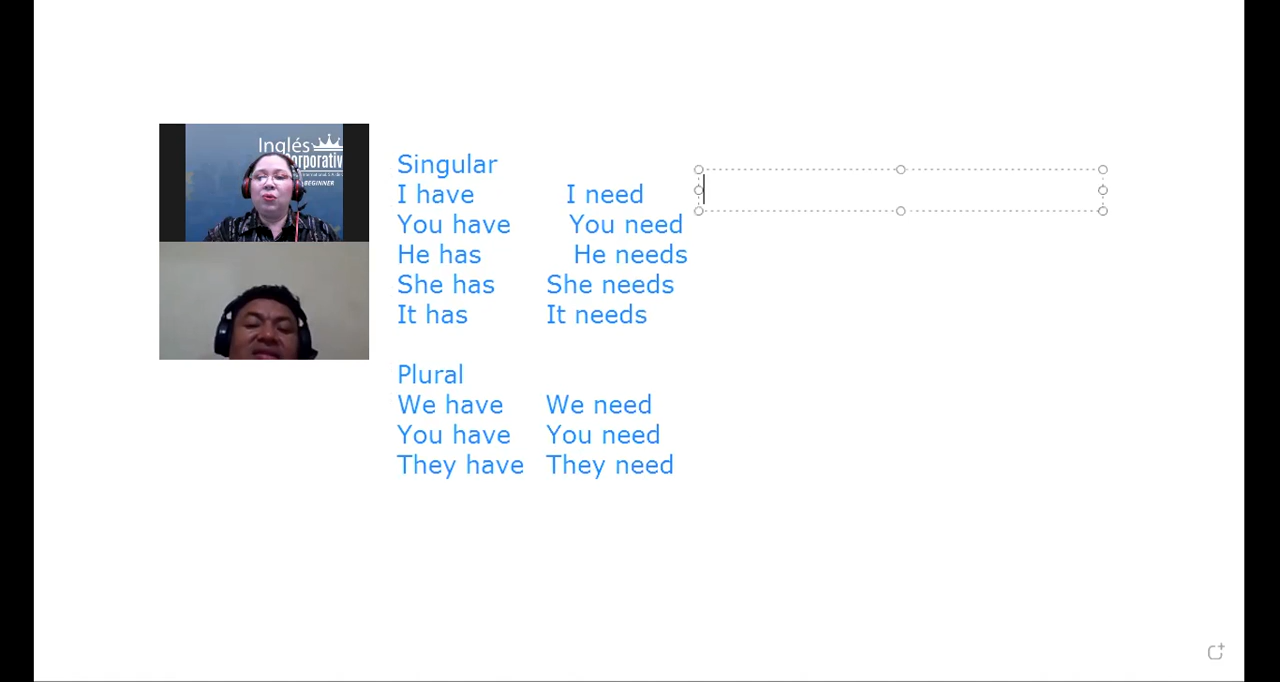 Inglés
Corporativ
BEGINNER
Singular
I have I need
You have You need
He has He needs
She has She needs
It has It needs
Plural
We have We need
You have You need
They have They need